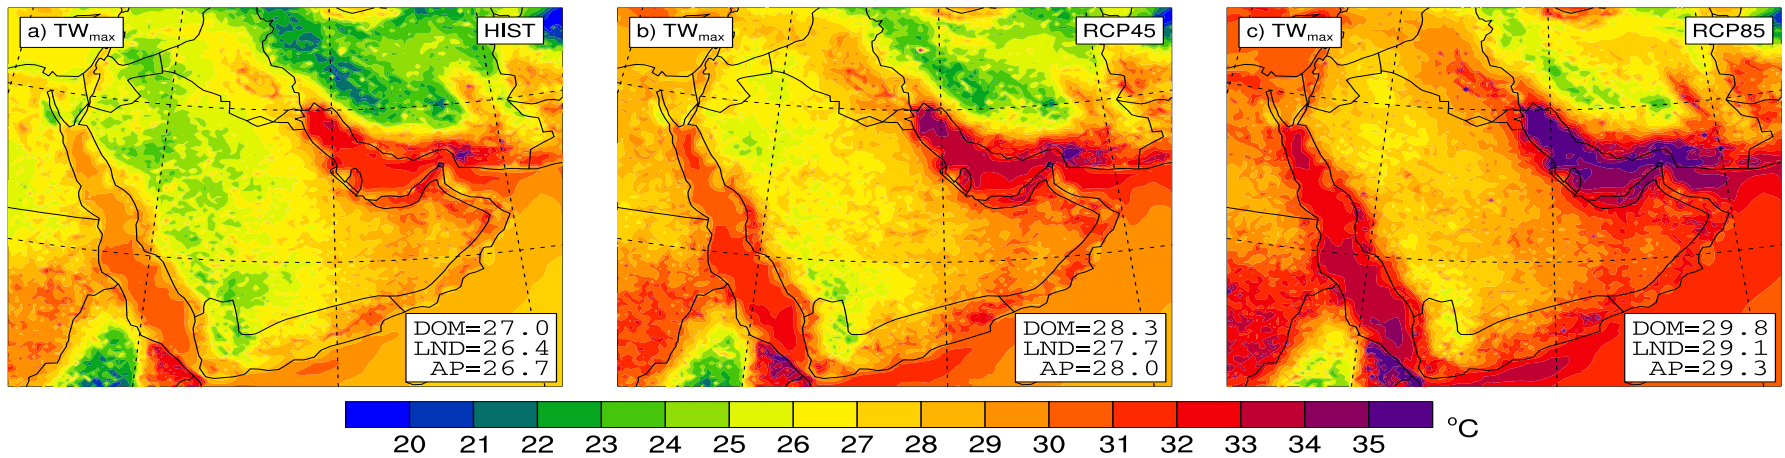 a) TWmax
HIST
DOM=27.0
LND=26.4
AP=26.7
b) TWmax
RCP45
DOM=28.3
LND=27.7
AP=28.0
c) TWmax
RCP85
DOM=29.8
LND=29.1
AP=29.3
20 21 22 23 24 25 26 27 28 29 30 31 32 33 34 35 °C